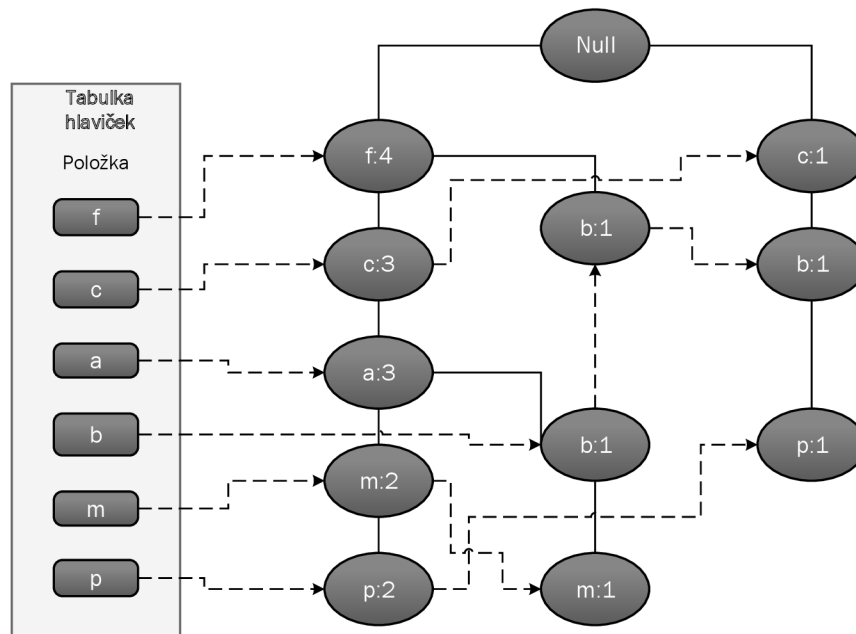 Null
Tabulka
hlaviček
Položka
f
c
a
b
m
p
f:4
c:3
a:3
m:2
p:2
b:1
b:1
m:1
c:1
b:1
p:1